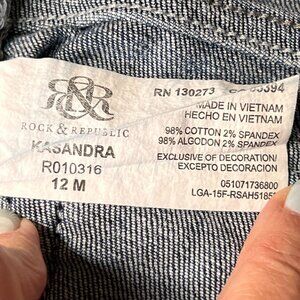 RR
ROCK & REPUBLIC
KASANDRA
R010316
12 M
RN 130273
MADE IN VIETNAM
HECHO EN VIETNAM
98% COTTON 2% SPANDEX
98% ALGODON 2% SPANDEX
EXCLUSIVE OF DECORATION/
EXCEPTO DECORACION
051071736800